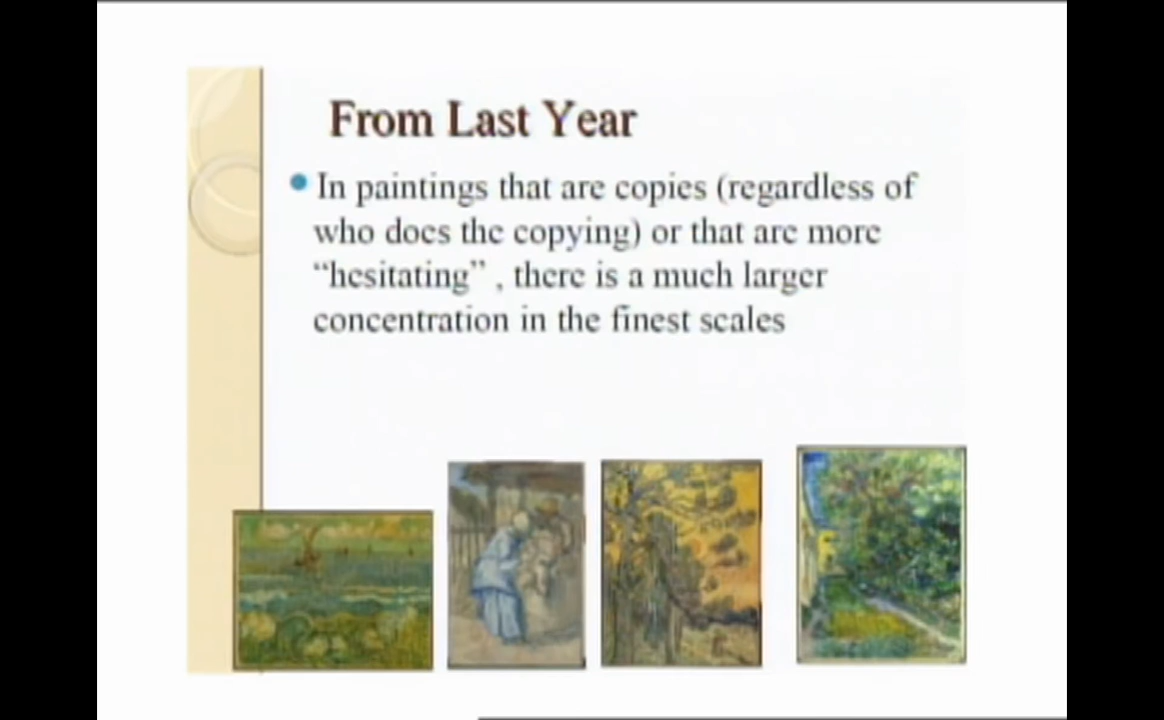 From Last Year
In paintings that are copies (regardless of
who does the copying) or that are more
“hesitating” , there is a much larger
concentration in the finest scales